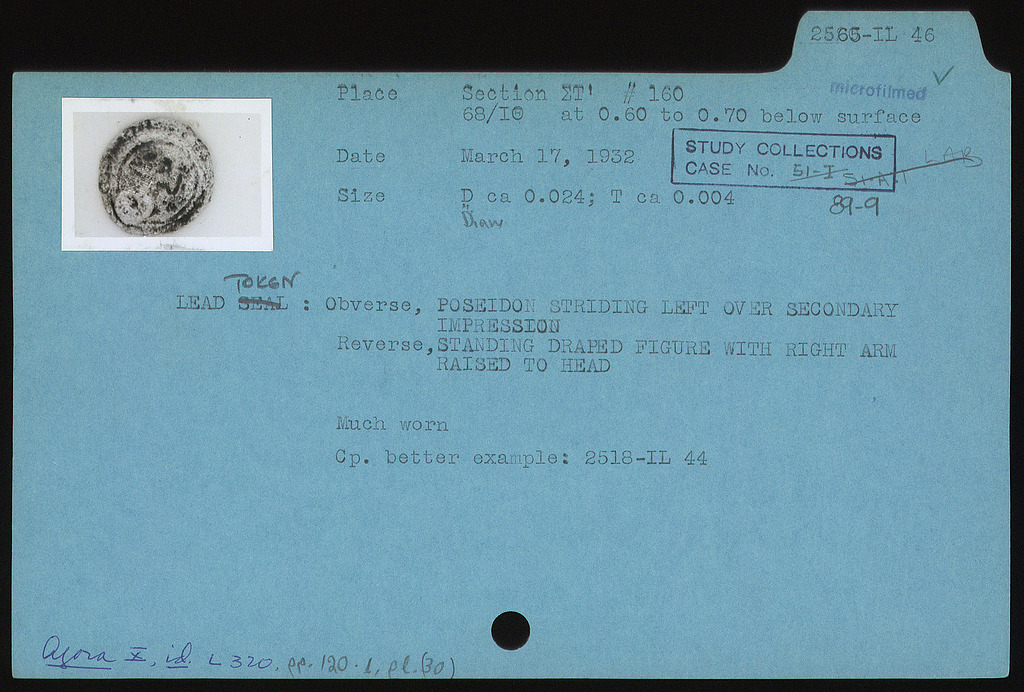 2565-IL 46
microfilmed ✓
Place Section ΣΤ' # 160
68/IΘ at 0.60 to 0.70 below surface
Date March 17, 1932
STUDY COLLECTIONS
CASE No. 51-I
LAB
89-9
Size D ca 0.024; T ca 0.004
TOKEN
LEAD SEAL : Obverse, POSEIDON STRIDING LEFT OVER SECONDARY
IMPRESSION
Reverse, STANDING DRAPED FIGURE WITH RIGHT ARM
RAISED TO HEAD
Much worn
Cp. better example: 2518-IL 44
Agora X, id. L 320, pp. 120-1, pl. (30)